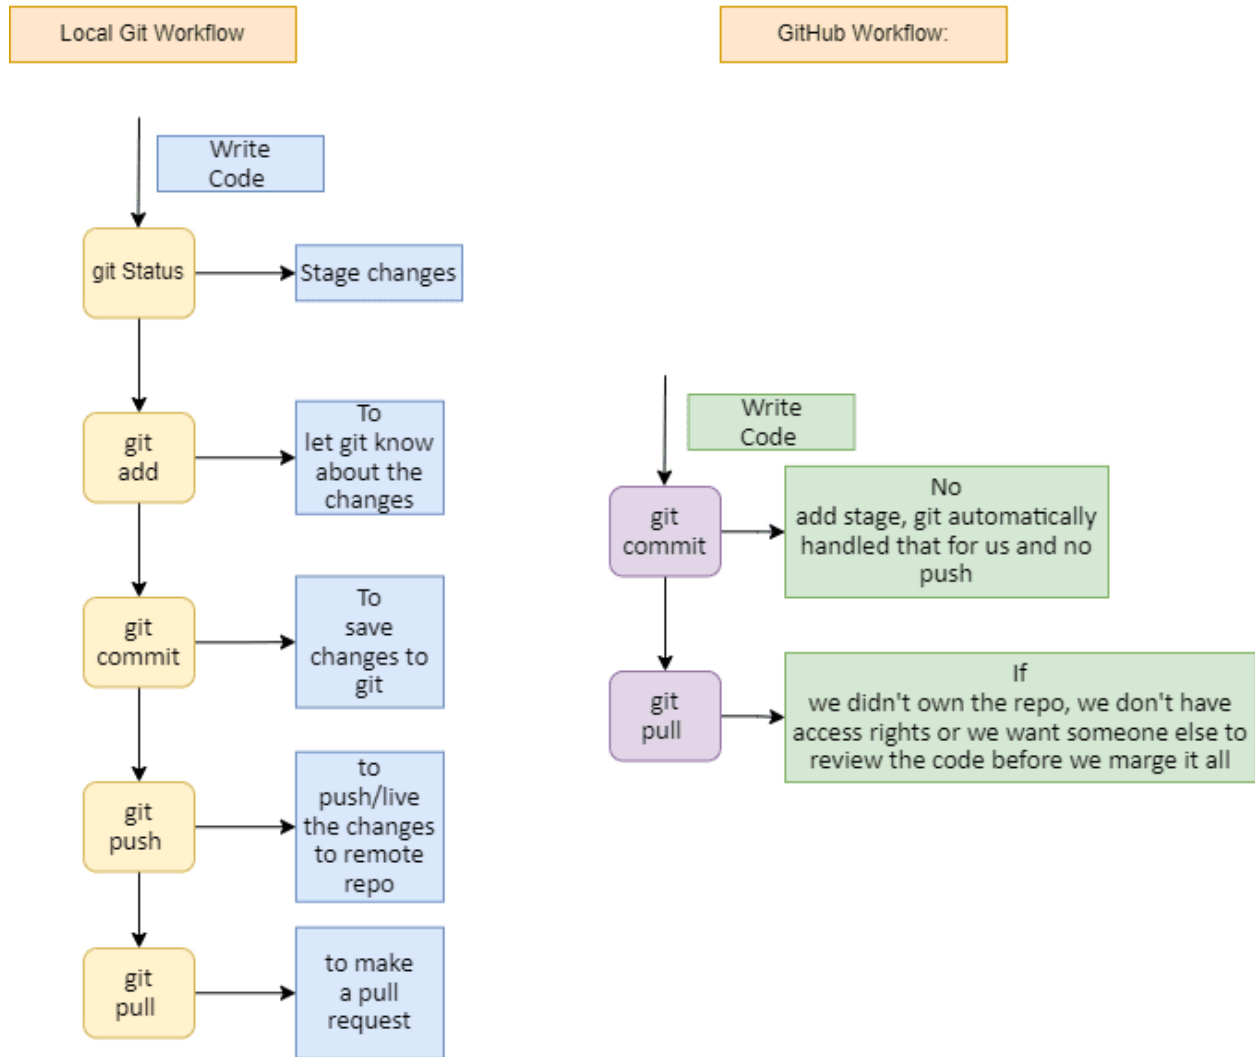 Local Git Workflow
GitHub Workflow:
Write
Code
git Status
Stage changes
git
add
To
let git know
about the
changes
git
commit
To
save
changes to
git
git
push
to
push/live
the changes
to remote
repo
git
pull
to make
a pull
request
Write
Code
git
commit
No
add stage, git automatically
handled that for us and no
push
git
pull
If
we didn't own the repo, we don't have
access rights or we want someone else to
review the code before we marge it all